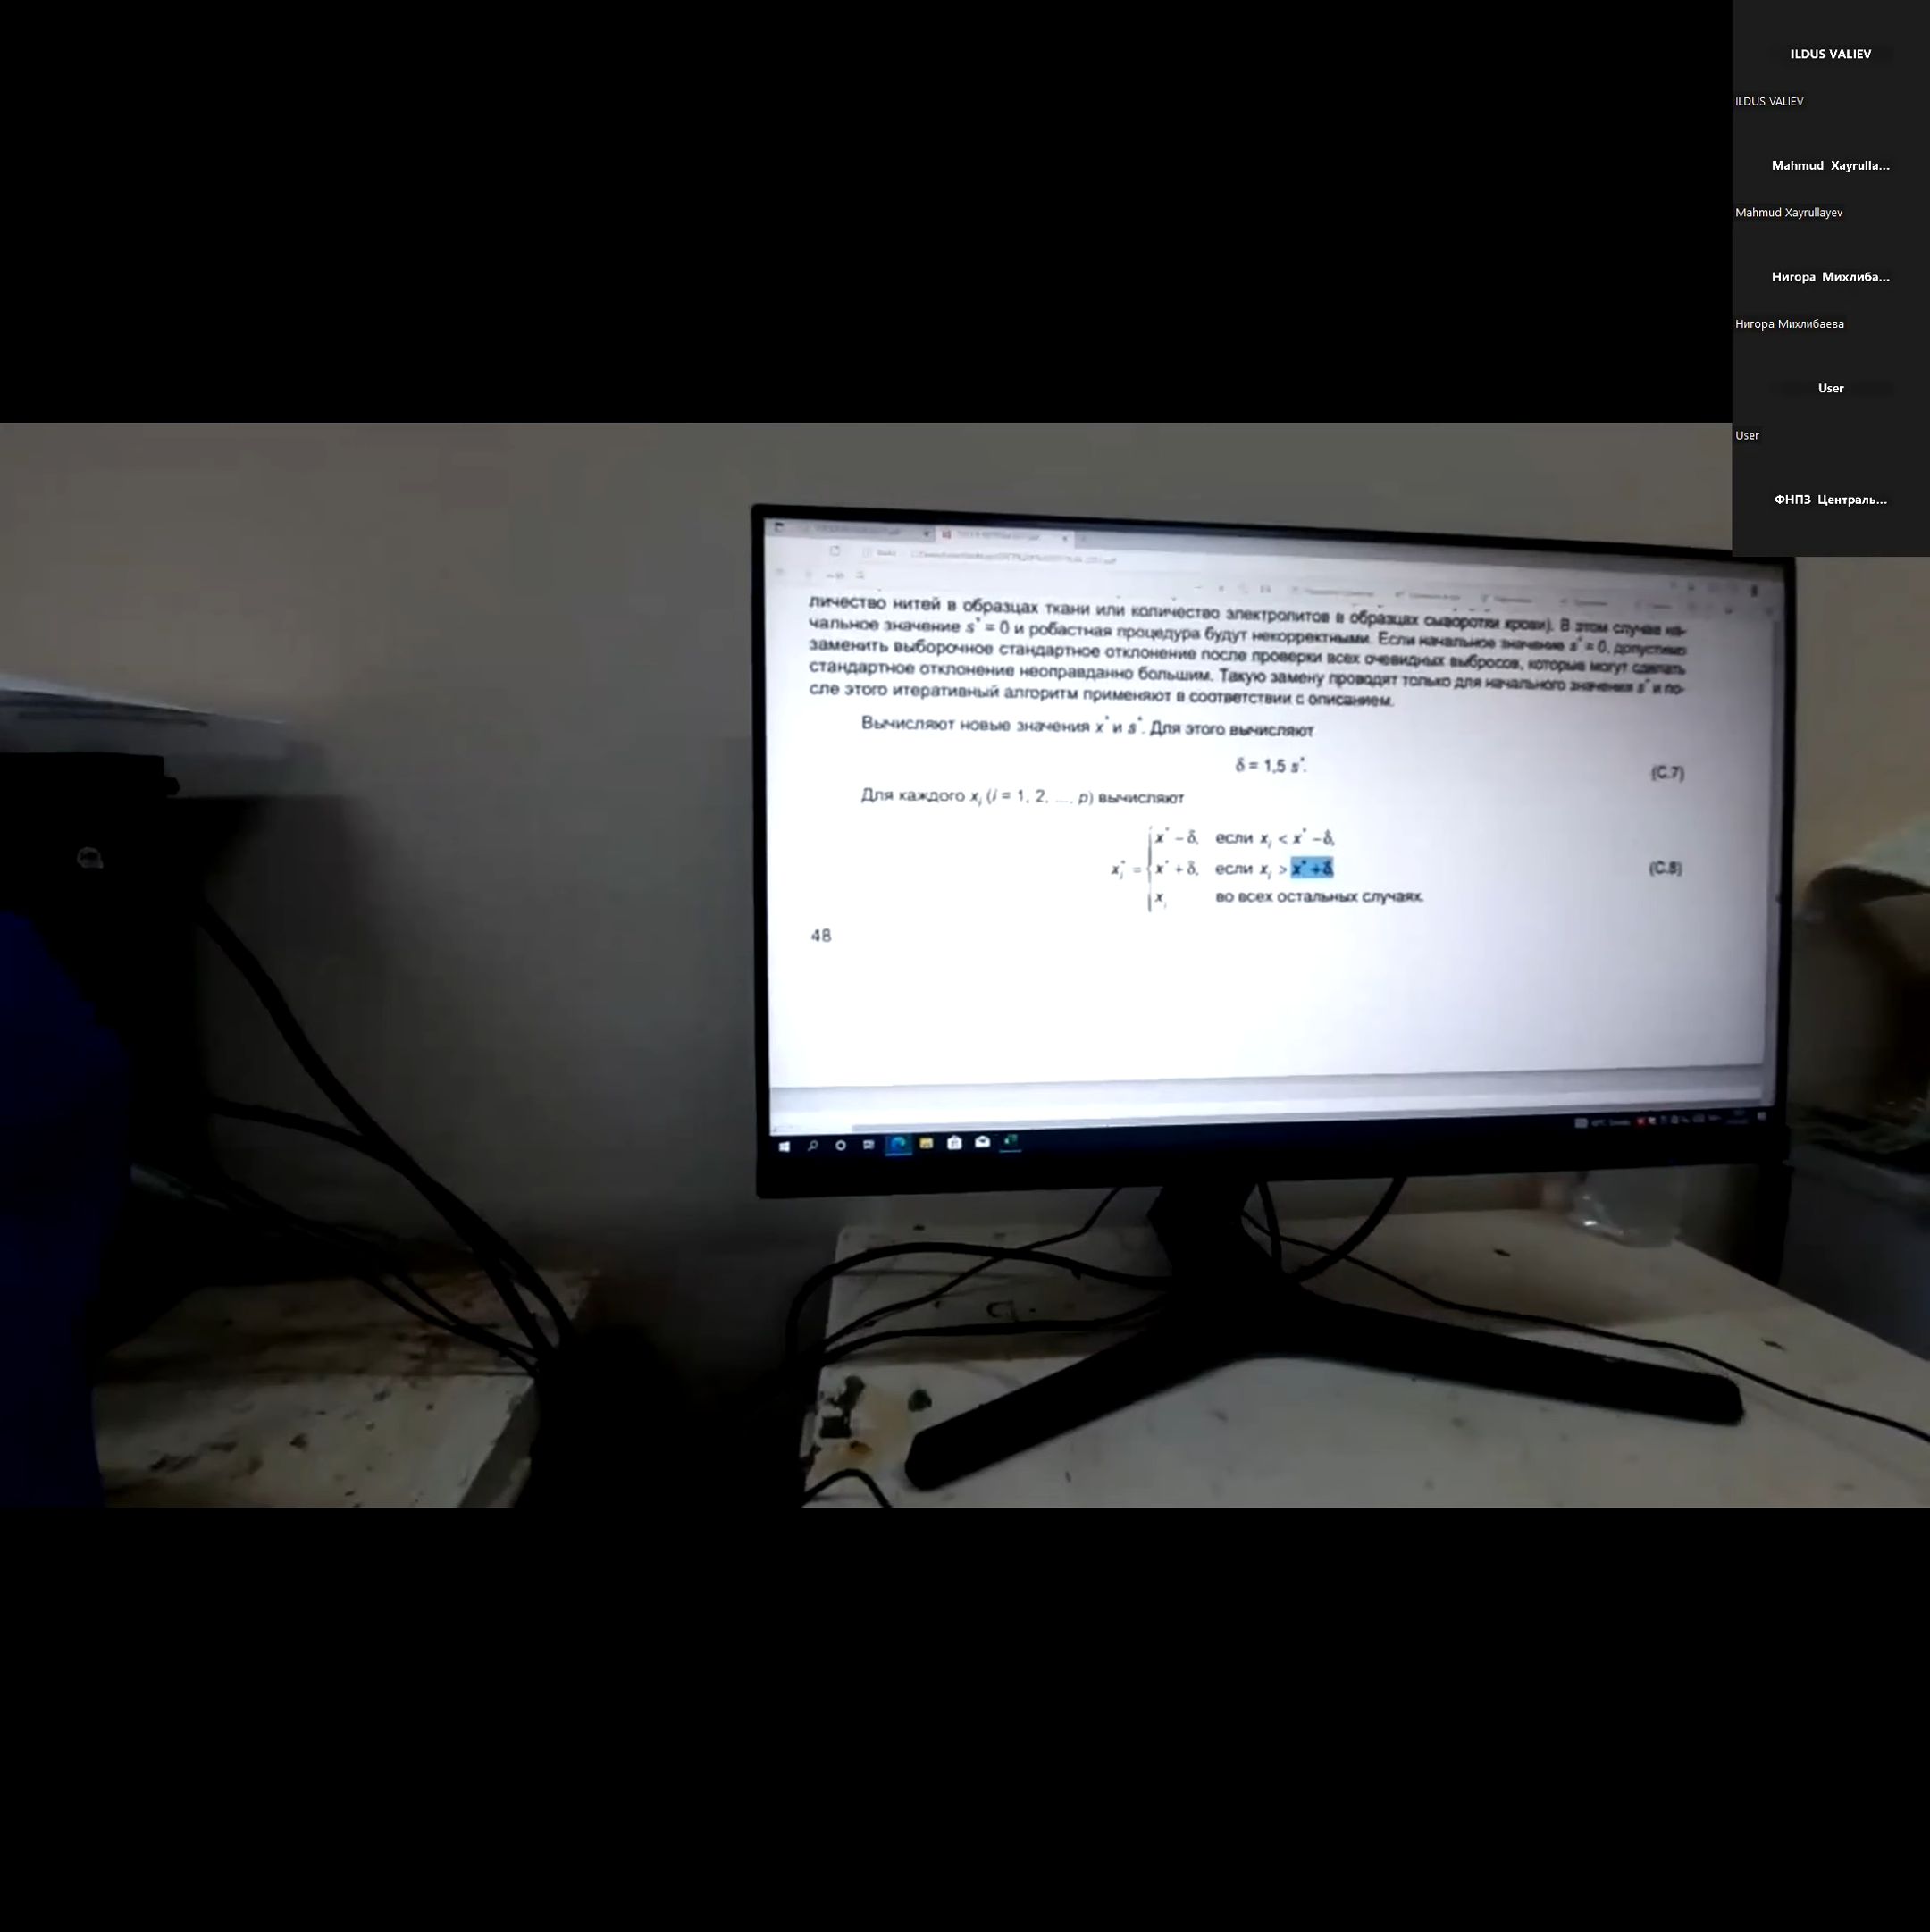 ILDUS VALIEV
ILDUS VALIEV
Mahmud Xayrulla...
Mahmud Xayrullayev
Нигора Михлиба...
Нигора Михлибаева
User
User
ФНПЗ Централь...
личество нитей в образцах ткани или количество электролитов в образцах сыворотки крови). В этом случае на-
чальное значение s* = 0 и робастная процедура будут некорректными. Если начальное значение s* = 0, допустимо
заменить выборочное стандартное отклонение после проверки всех очевидных выбросов, которые могут сделать
стандартное отклонение неоправданно большим. Такую замену проводят только для начального значения s* и по-
сле этого итеративный алгоритм применяют в соответствии с описанием.
Вычисляют новые значения x* и s*. Для этого вычисляют
δ = 1,5 s*. (C.7)
Для каждого xᵢ (i = 1, 2, ..., p) вычисляют
x* – δ, если xᵢ < x* – δ,
xᵢ* = x* + δ, если xᵢ > x* + δ, (C.8)
xᵢ во всех остальных случаях.
48